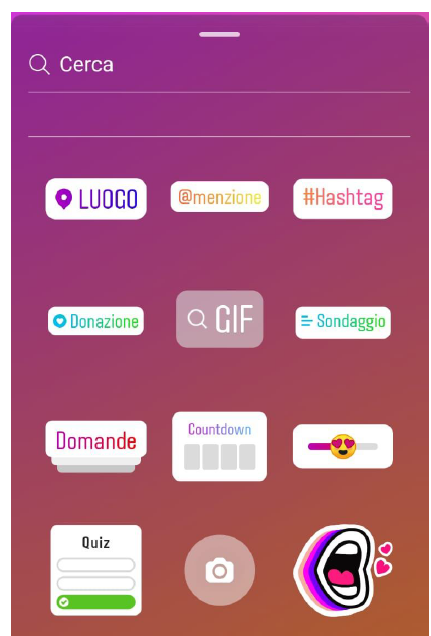 Cerca
LUOGO
@menzione
#Hashtag
Donazione
GIF
Sondaggio
Domande
Countdown
Quiz